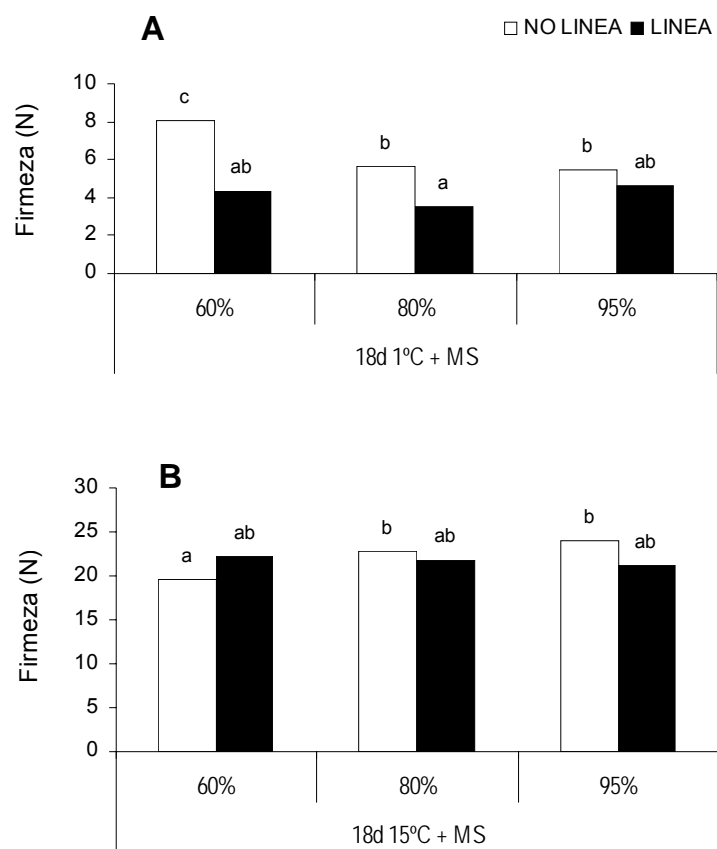 A
NO LINEA LINEA
Firmeza (N)
10
8
6
4
2
0
c
ab
b
a
b
ab
60% 80% 95%
18d 1ºC + MS
B
Firmeza (N)
30
25
20
15
10
5
0
a
ab
b
ab
b
ab
60% 80% 95%
18d 15ºC + MS